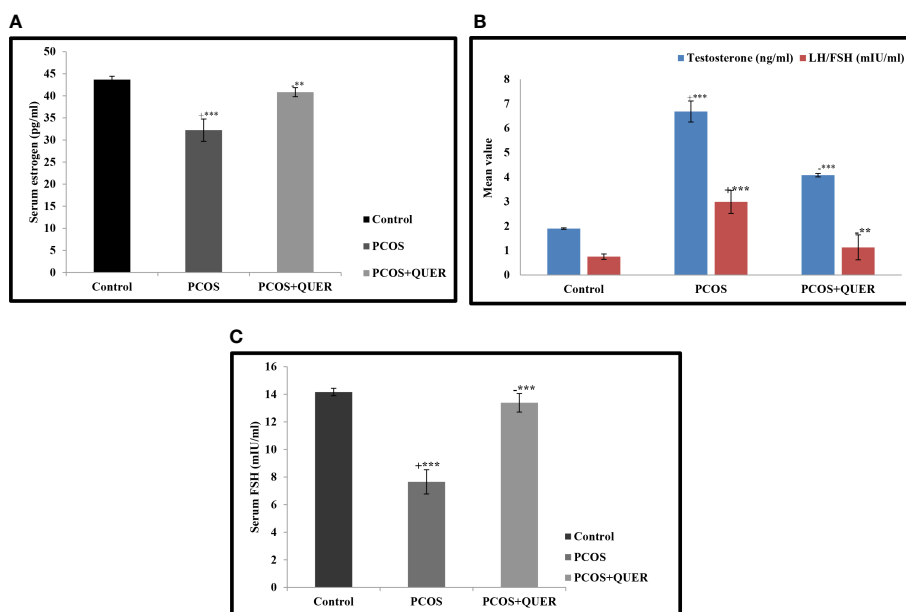 A
50
45
40
35
30
25
20
15
10
5
0
Serum estrogen (pg/ml)
+***
-**
Control
PCOS
PCOS+QUER
Control
PCOS
PCOS+QUER
B
Testosterone (ng/ml)
LH/FSH (mIU/ml)
8
7
6
5
4
3
2
1
0
Mean value
+***
+***
-***
-**
Control
PCOS
PCOS+QUER
C
16
14
12
10
8
6
4
2
0
Serum FSH (mIU/ml)
+***
-***
Control
PCOS
PCOS+QUER
Control
PCOS
PCOS+QUER